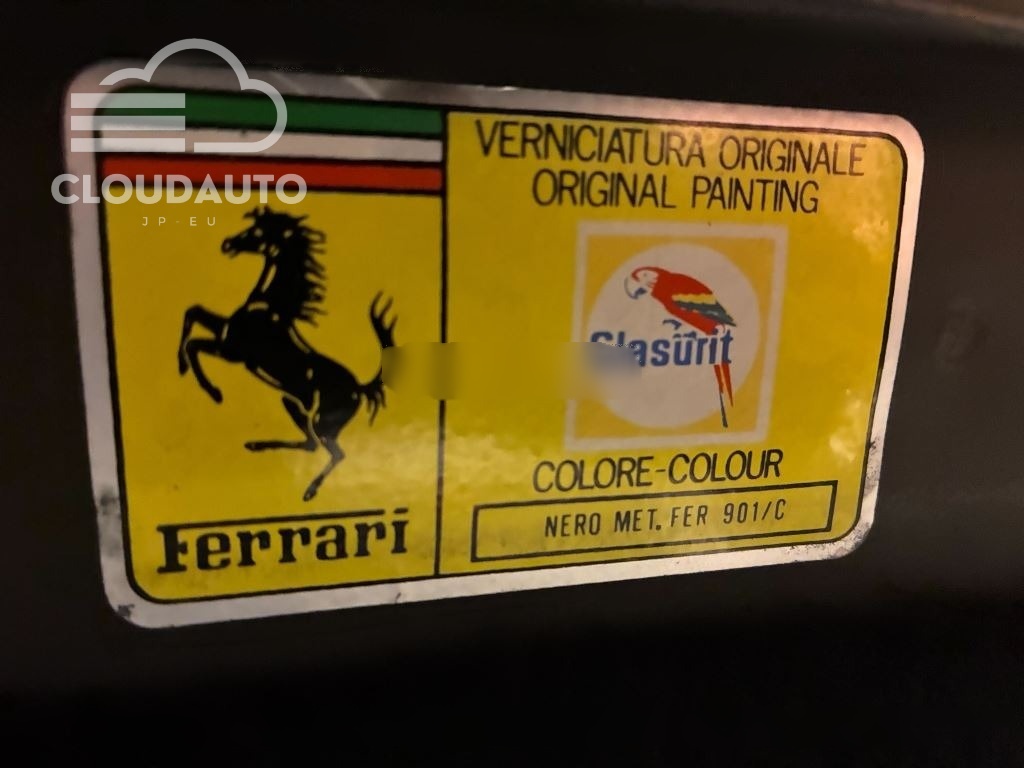 CLOUDAUTO
JP-EU
VERNICIATURA ORIGINALE
ORIGINAL PAINTING
Glasurit
COLORE-COLOUR
NERO MET. FER 901/C
Ferrari